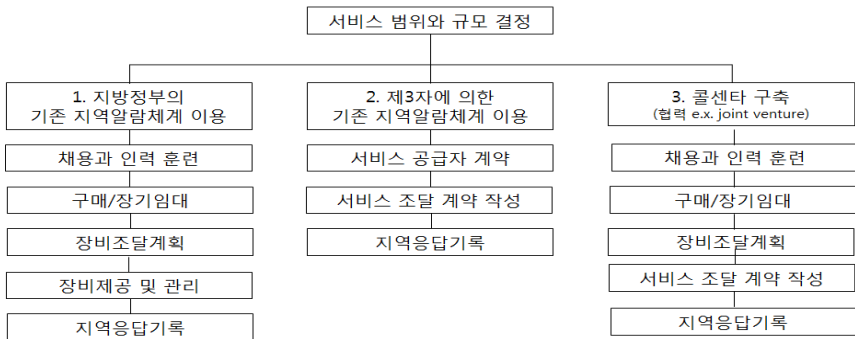 서비스 범위와 규모 결정
1. 지방정부의
기존 지역알람체계 이용
채용과 인력 훈련
구매/장기임대
장비조달계획
장비제공 및 관리
지역응답기록
2. 제3자에 의한
기존 지역알람체계 이용
서비스 공급자 계약
서비스 조달 계약 작성
지역응답기록
3. 콜센타 구축
(협력 e.x. joint venture)
채용과 인력 훈련
구매/장기임대
장비조달계획
서비스 조달 계약 작성
지역응답기록